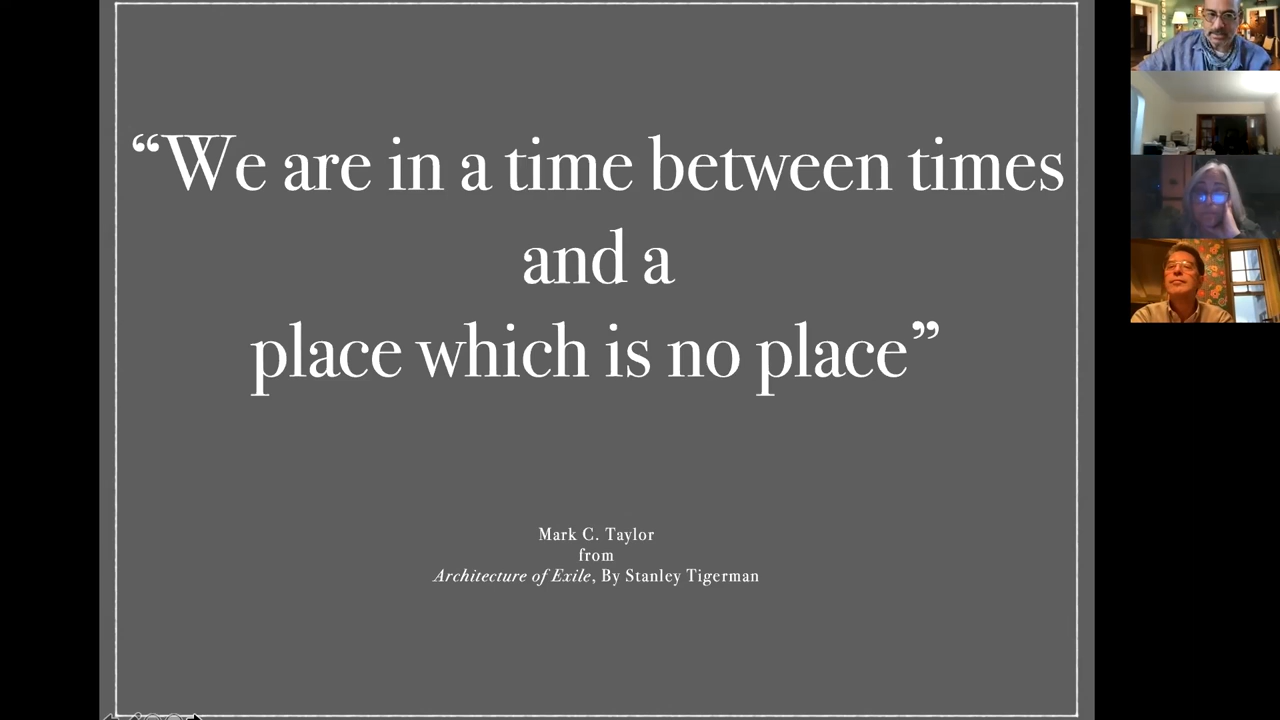 “We are in a time between times
and a
place which is no place”
Mark C. Taylor
from
Architecture of Exile, By Stanley Tigerman